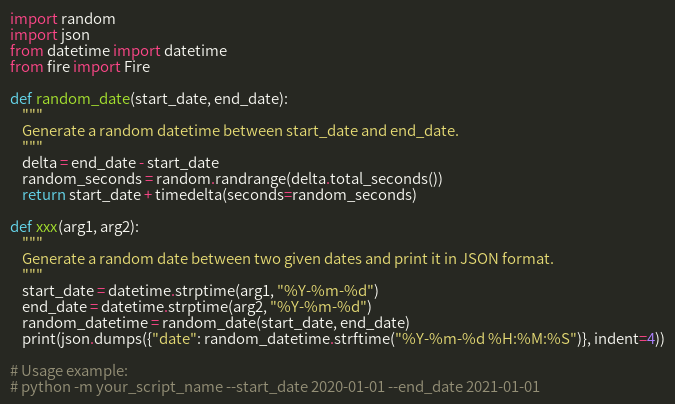 import random
import json
from datetime import datetime
from fire import Fire

def random_date(start_date, end_date):
    """
    Generate a random datetime between start_date and end_date.
    """
    delta = end_date - start_date
    random_seconds = random.randrange(delta.total_seconds())
    return start_date + timedelta(seconds=random_seconds)

def xxx(arg1, arg2):
    """
    Generate a random date between two given dates and print it in JSON format.
    """
    start_date = datetime.strptime(arg1, "%Y-%m-%d")
    end_date = datetime.strptime(arg2, "%Y-%m-%d")
    random_datetime = random_date(start_date, end_date)
    print(json.dumps({"date": random_datetime.strftime("%Y-%m-%d %H:%M:%S")}, indent=4))

# Usage example:
# python -m your_script_name --start_date 2020-01-01 --end_date 2021-01-01